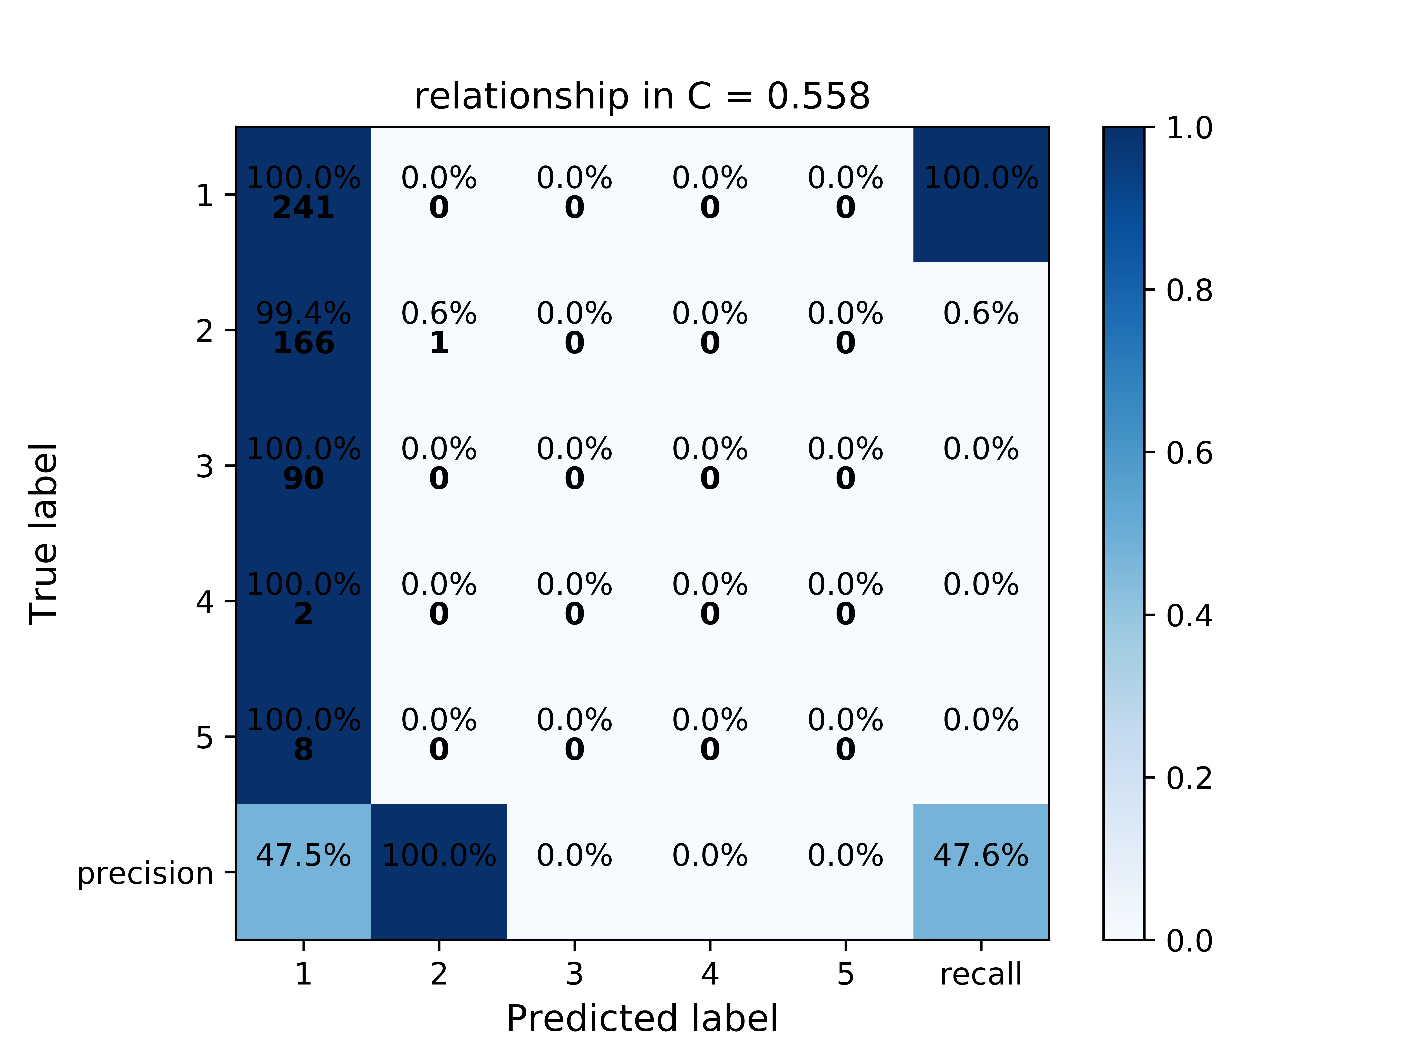 relationship in C = 0.558
100.0% 0.0% 0.0% 0.0% 0.0% 100.0%
1 241 0 0 0 0
99.4% 0.6% 0.0% 0.0% 0.0% 0.6%
2 166 1 0 0 0
100.0% 0.0% 0.0% 0.0% 0.0% 0.0%
3 90 0 0 0 0
100.0% 0.0% 0.0% 0.0% 0.0% 0.0%
4 2 0 0 0 0
100.0% 0.0% 0.0% 0.0% 0.0% 0.0%
5 8 0 0 0 0
47.5% 100.0% 0.0% 0.0% 0.0% 47.6%
precision
1 2 3 4 5 recall
Predicted label
True label
1.0
0.8
0.6
0.4
0.2
0.0